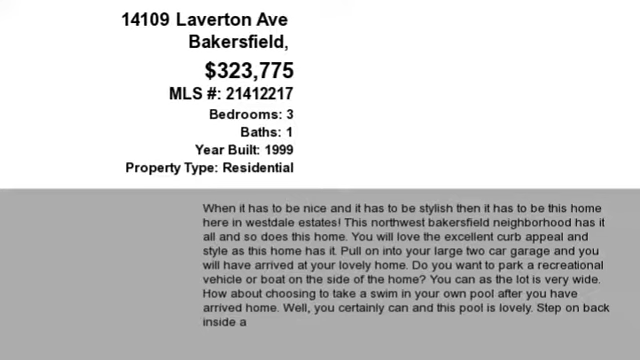 14109 Laverton Ave
Bakersfield,
$323,775
MLS #: 21412217
Bedrooms: 3
Baths: 1
Year Built: 1999
Property Type: Residential
When it has to be nice and it has to be stylish then it has to be this home
here in westdale estates! This northwest bakersfield neighborhood has it
all and so does this home. You will love the excellent curb appeal and
style as this home has it. Pull on into your large two car garage and you
will have arrived at your lovely home. Do you want to park a recreational
vehicle or boat on the side of the home? You can as the lot is very wide.
How about choosing to take a swim in your own pool after you have
arrived home. Well, you certainly can and this pool is lovely. Step on back
inside a